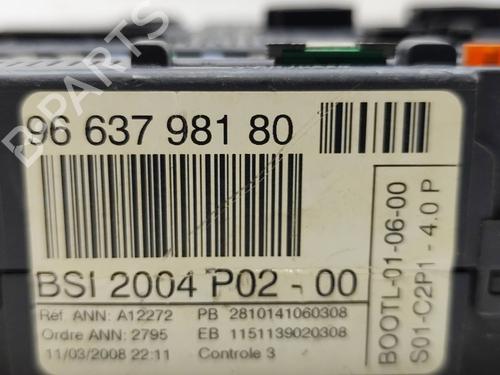 96 637 981 80
BSI 2004 P02 - 00
Ref ANN: A12272 PB 2810141060308
Ordre ANN: 2795 EB 1151139020308
11/03/2008 22:11 Controle 3
BOOTL-01-06-00
S01-C2P1 - 4.0 P
B-PARTS